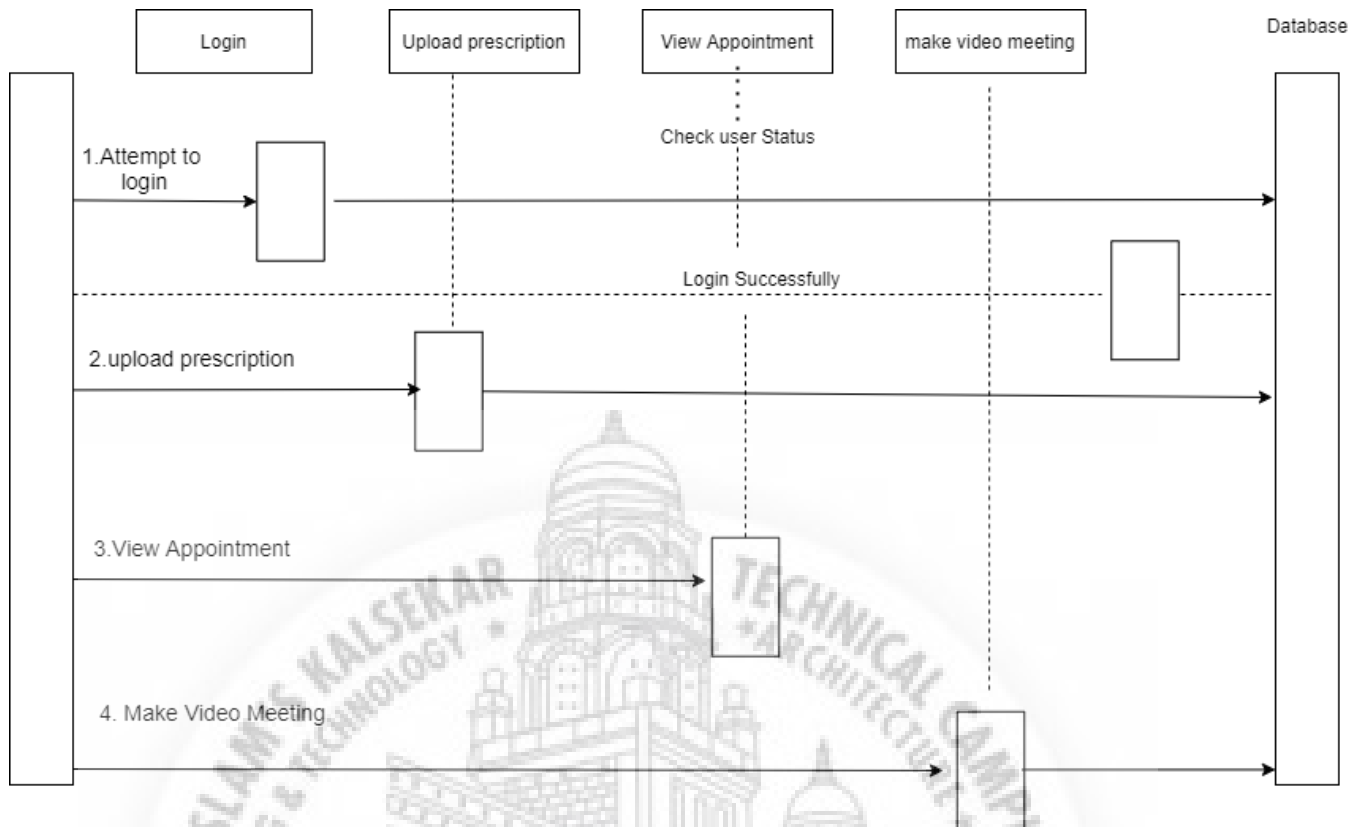 Login
Upload prescription
View Appointment
make video meeting
Database
Check user Status
1.Attempt to
login
Login Successfully
2.upload prescription
3.View Appointment
4. Make Video Meeting
KALSEKAR
TECHNICAL
TECHNOLOGY
ARCHITECTURE